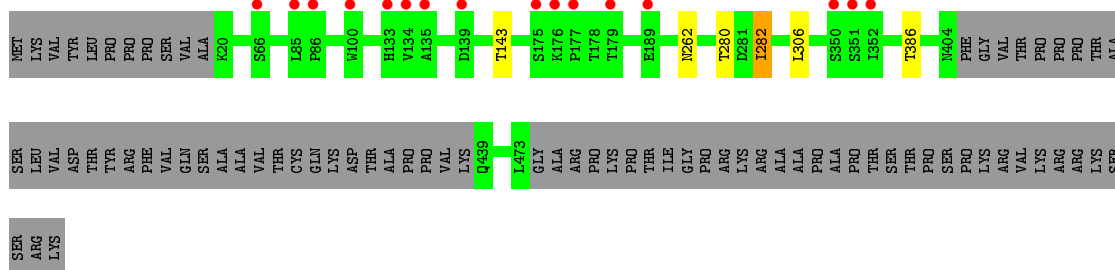 MET LYS VAL TYR LEU PRO PRO PRO SER VAL ALA K20 S66 L85 P86 W100 H133 V134 A135 D139 T143 S175 K176 P177 T178 T179 E189 N262 T280 D281 I282 L306 S350 S351 I352 T386 N404 PHE GLY VAL THR PRO PRO PRO THR ALA
SER LEU VAL ASP THR TYR ARG PHE VAL GLN SER ALA ALA VAL THR CYS GLN LYS ASP THR ALA PRO PRO VAL LYS Q439 L473 GLY ALA ARG PRO LYS PRO THR ILE GLY PRO ARG LYS ARG ALA ALA PRO ALA PRO THR SER THR PRO SER PRO LYS ARG VAL LYS ARG ARG LYS SER
SER ARG LYS